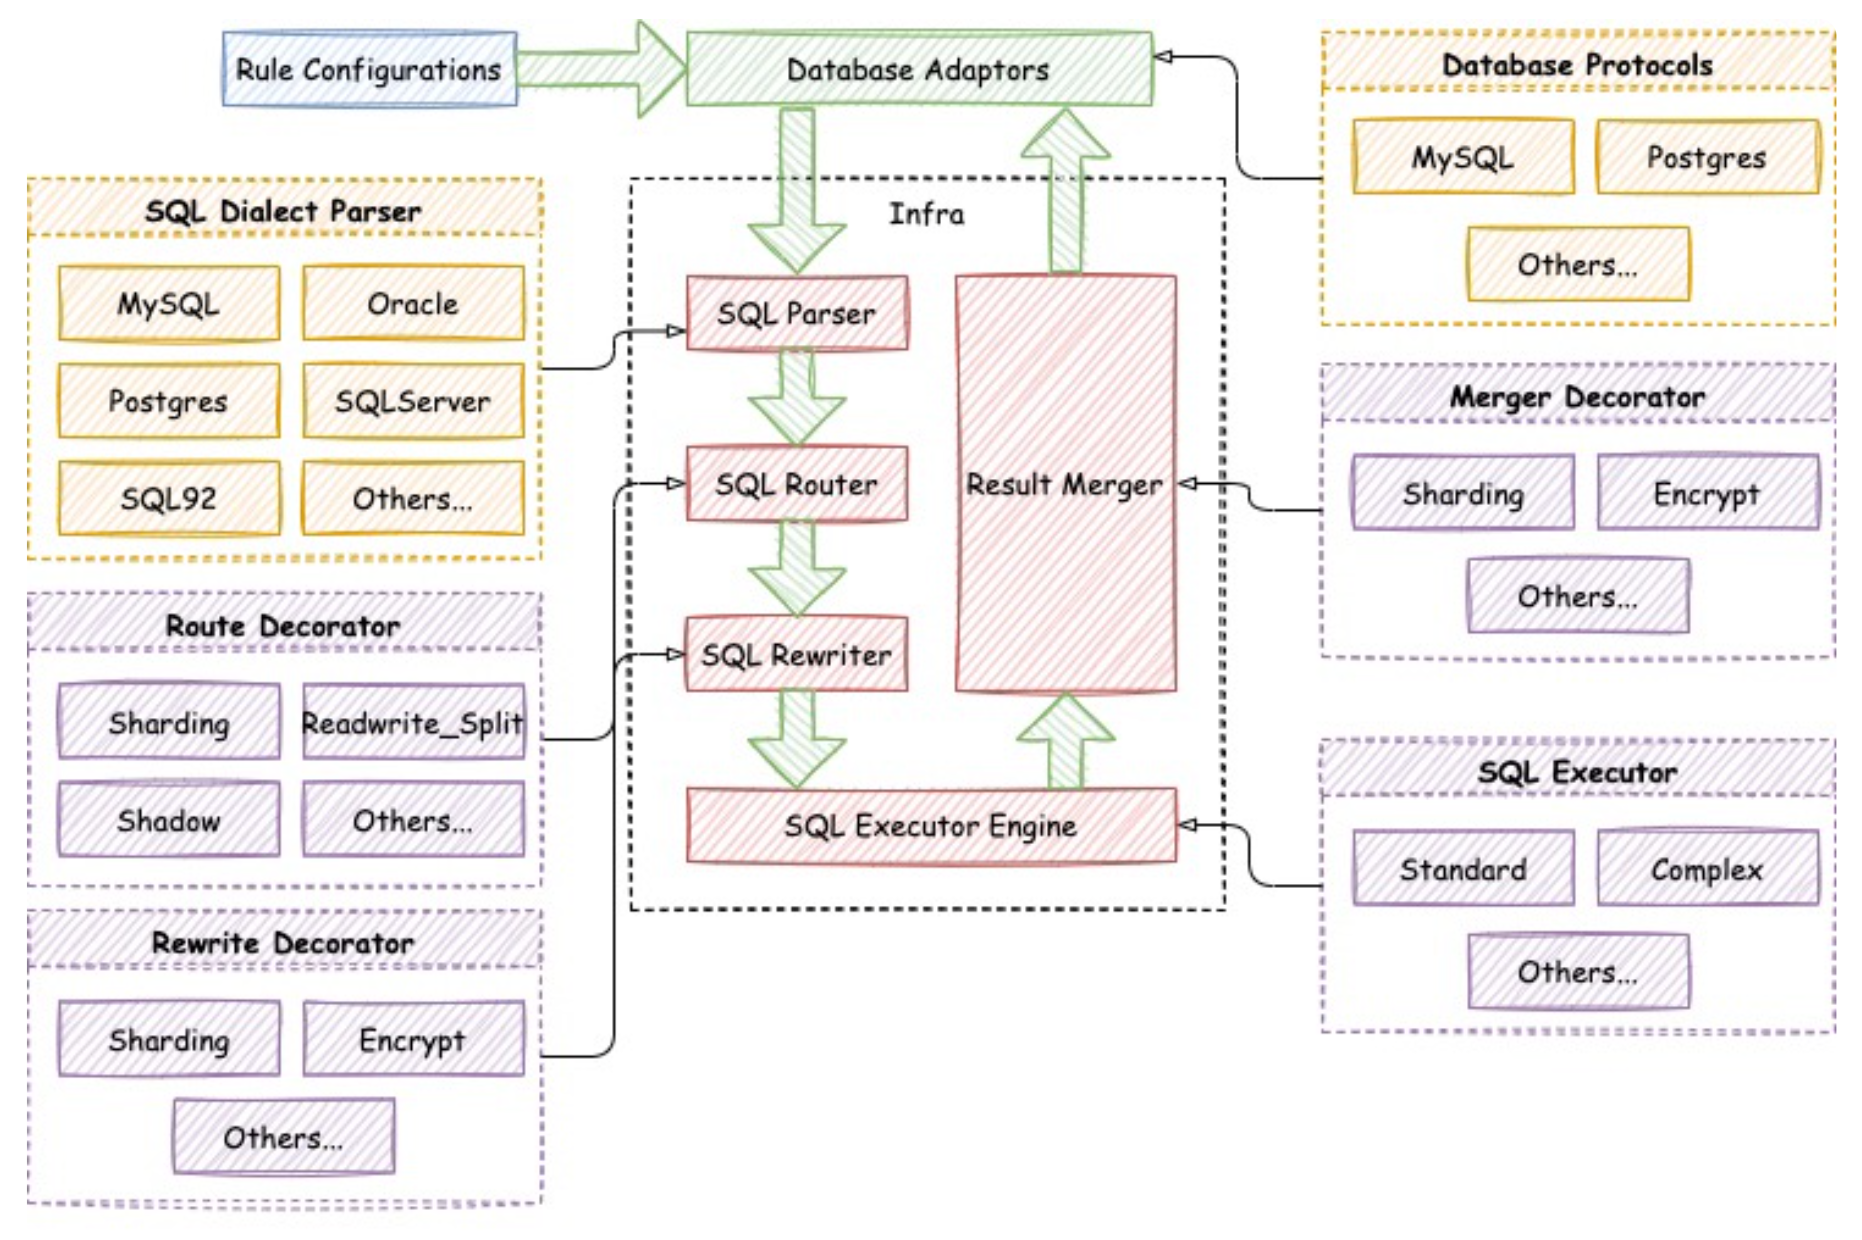 Rule Configurations
Database Adaptors
Database Protocols
MySQL
Postgres
Others...
SQL Dialect Parser
MySQL
Oracle
Postgres
SQLServer
SQL92
Others...
Infra
SQL Parser
SQL Router
SQL Rewriter
Result Merger
SQL Executor Engine
Merger Decorator
Sharding
Encrypt
Others...
Route Decorator
Sharding
Readwrite_Split
Shadow
Others...
SQL Executor
Standard
Complex
Others...
Rewrite Decorator
Sharding
Encrypt
Others...